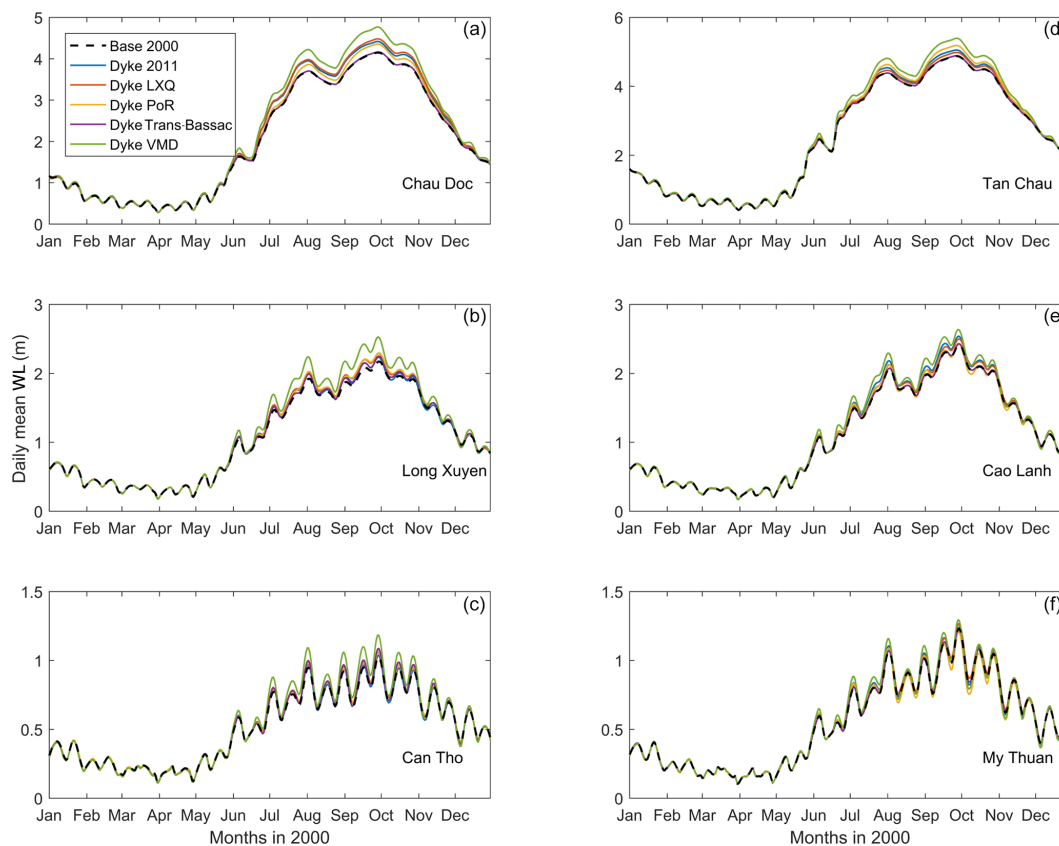 (a)
5
4
3
2
1
0
Base 2000
Dyke 2011
Dyke LXQ
Dyke PoR
Dyke Trans-Bassac
Dyke VMD
Chau Doc
Jan Feb Mar Apr May Jun Jul Aug Sep Oct Nov Dec
(d)
6
4
2
0
Tan Chau
Jan Feb Mar Apr May Jun Jul Aug Sep Oct Nov Dec
Daily mean WL (m)
(b)
3
2
1
0
Long Xuyen
Jan Feb Mar Apr May Jun Jul Aug Sep Oct Nov Dec
(e)
3
2
1
0
Cao Lanh
Jan Feb Mar Apr May Jun Jul Aug Sep Oct Nov Dec
(c)
1.5
1
0.5
0
Can Tho
Jan Feb Mar Apr May Jun Jul Aug Sep Oct Nov Dec
Months in 2000
(f)
1.5
1
0.5
0
My Thuan
Jan Feb Mar Apr May Jun Jul Aug Sep Oct Nov Dec
Months in 2000